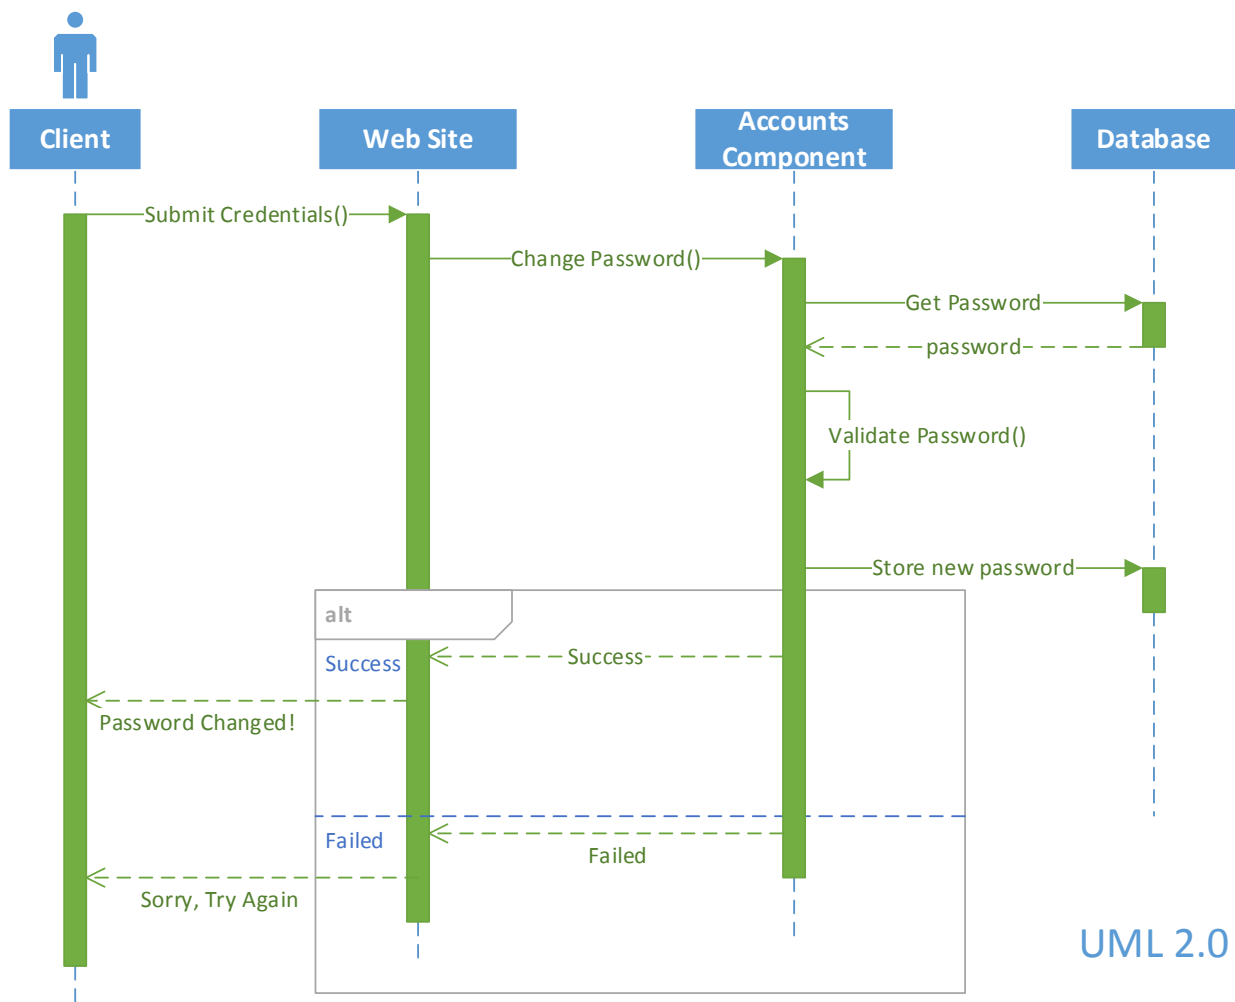 Client
Web Site
Accounts
Component
Database
Submit Credentials()
Change Password()
Get Password
password
Validate Password()
Store new password
alt
Success
Success
Password Changed!
Failed
Failed
Sorry, Try Again
UML 2.0